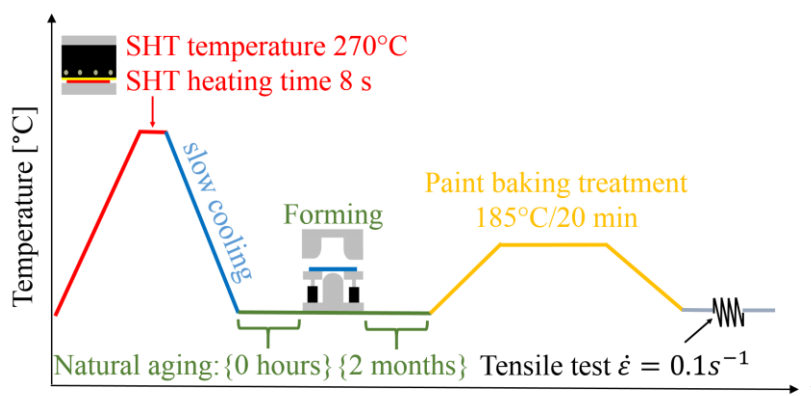 SHT temperature 270°C
SHT heating time 8 s
Temperature [°C]
slow cooling
Forming
Paint baking treatment
185°C/20 min
Natural aging: {0 hours} {2 months}
Tensile test ε̇ = 0.1s⁻¹